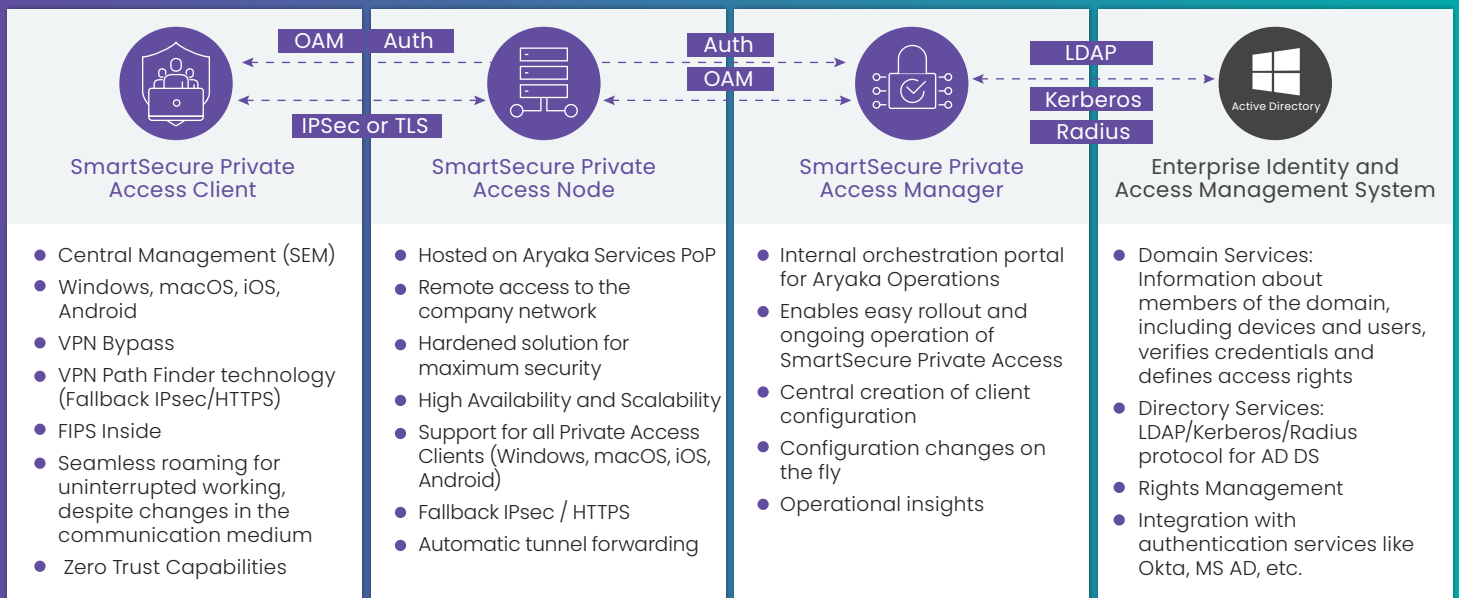 OAM Auth
IPSec or TLS
SmartSecure Private
Access Client
Central Management (SEM)
Windows, macOS, iOS,
Android
VPN Bypass
VPN Path Finder technology
(Fallback IPsec/HTTPS)
FIPS Inside
Seamless roaming for
uninterrupted working,
despite changes in the
communication medium
Zero Trust Capabilities
SmartSecure Private
Access Node
Hosted on Aryaka Services PoP
Remote access to the
company network
Hardened solution for
maximum security
High Availability and Scalability
Support for all Private Access
Clients (Windows, macOS, iOS,
Android)
Fallback IPsec / HTTPS
Automatic tunnel forwarding
Auth
OAM
SmartSecure Private
Access Manager
Internal orchestration portal
for Aryaka Operations
Enables easy rollout and
ongoing operation of
SmartSecure Private Access
Central creation of client
configuration
Configuration changes on
the fly
Operational insights
LDAP
Kerberos
Radius
Active Directory
Enterprise Identity and
Access Management System
Domain Services:
Information about
members of the domain,
including devices and users,
verifies credentials and
defines access rights
Directory Services:
LDAP/Kerberos/Radius
protocol for AD DS
Rights Management
Integration with
authentication services like
Okta, MS AD, etc.